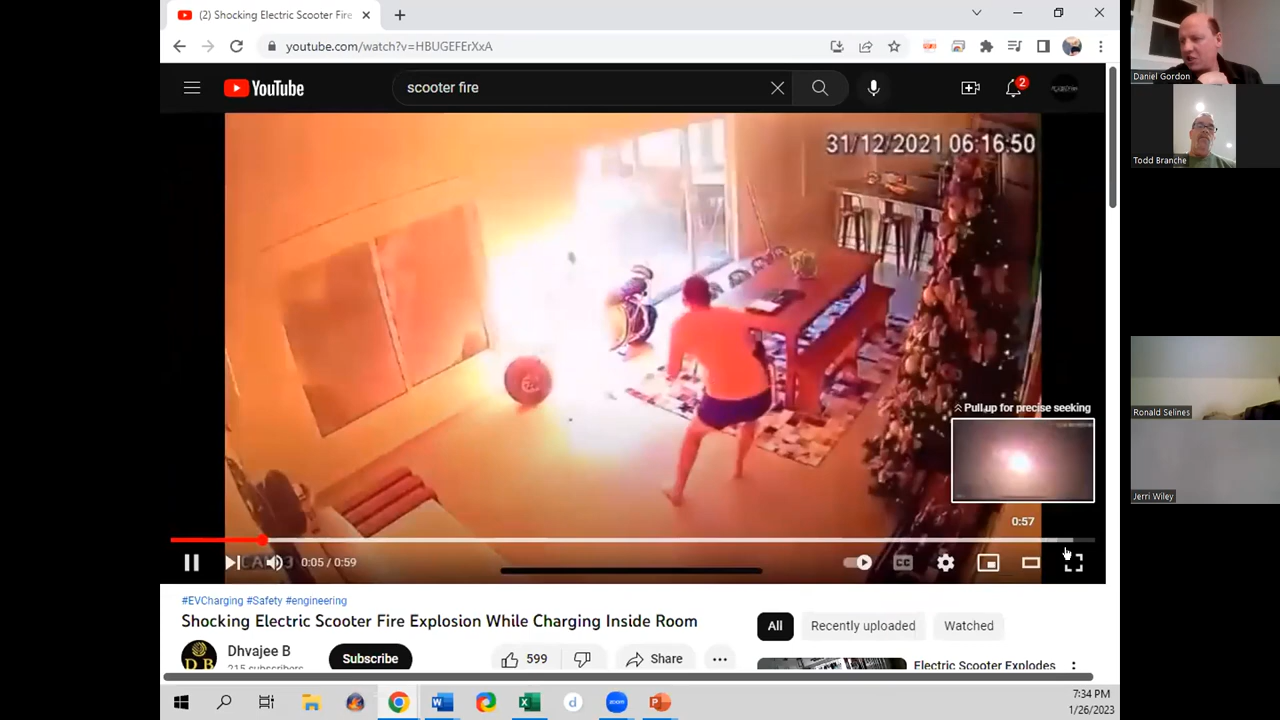 (2) Shocking Electric Scooter Fire
youtube.com/watch?v=HBUGEFErXxA
YouTube
scooter fire
2
31/12/2021 06:16:50
Pull up for precise seeking
0:57
0:05 / 0:59
CC
#EVCharging #Safety #engineering
Shocking Electric Scooter Fire Explosion While Charging Inside Room
All
Recently uploaded
Watched
D B
Dhvajee B
215 subscribers
Subscribe
599
Share
Electric Scooter Explodes
7:34 PM
1/26/2023
Daniel Gordon
Todd Branche
Ronald Selines
Jerri Wiley